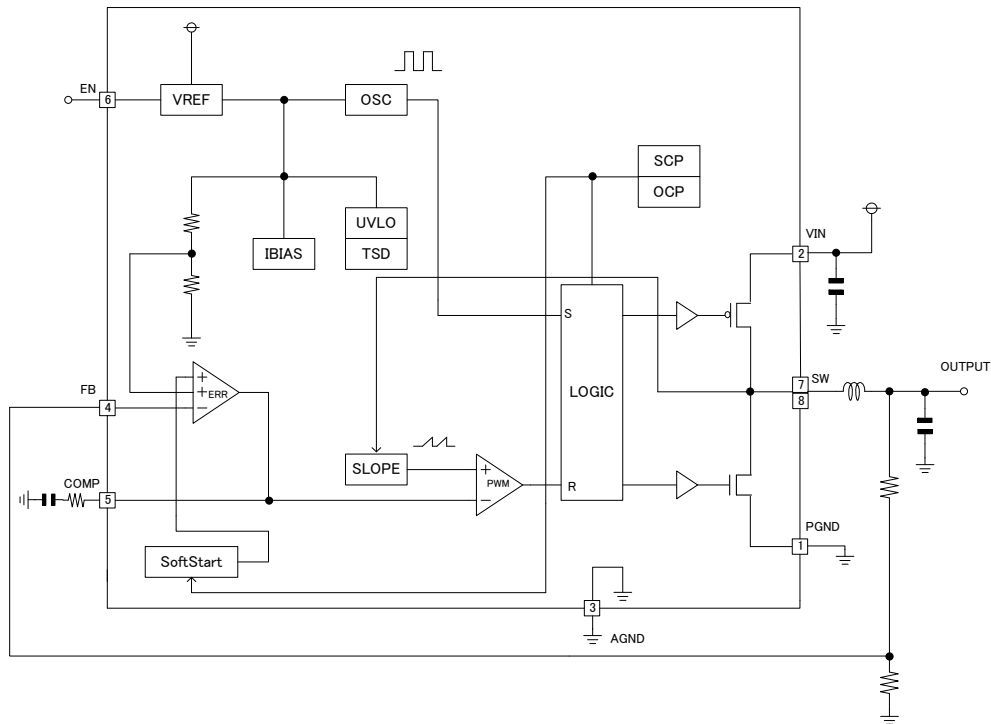 EN
6
VREF
OSC
SCP
OCP
UVLO
TSD
IBIAS
VIN
2
S
LOGIC
R
FB
4
+
+
−
ERR
SW
7
8
OUTPUT
COMP
5
SLOPE
+
−
PWM
SoftStart
PGND
1
3
AGND